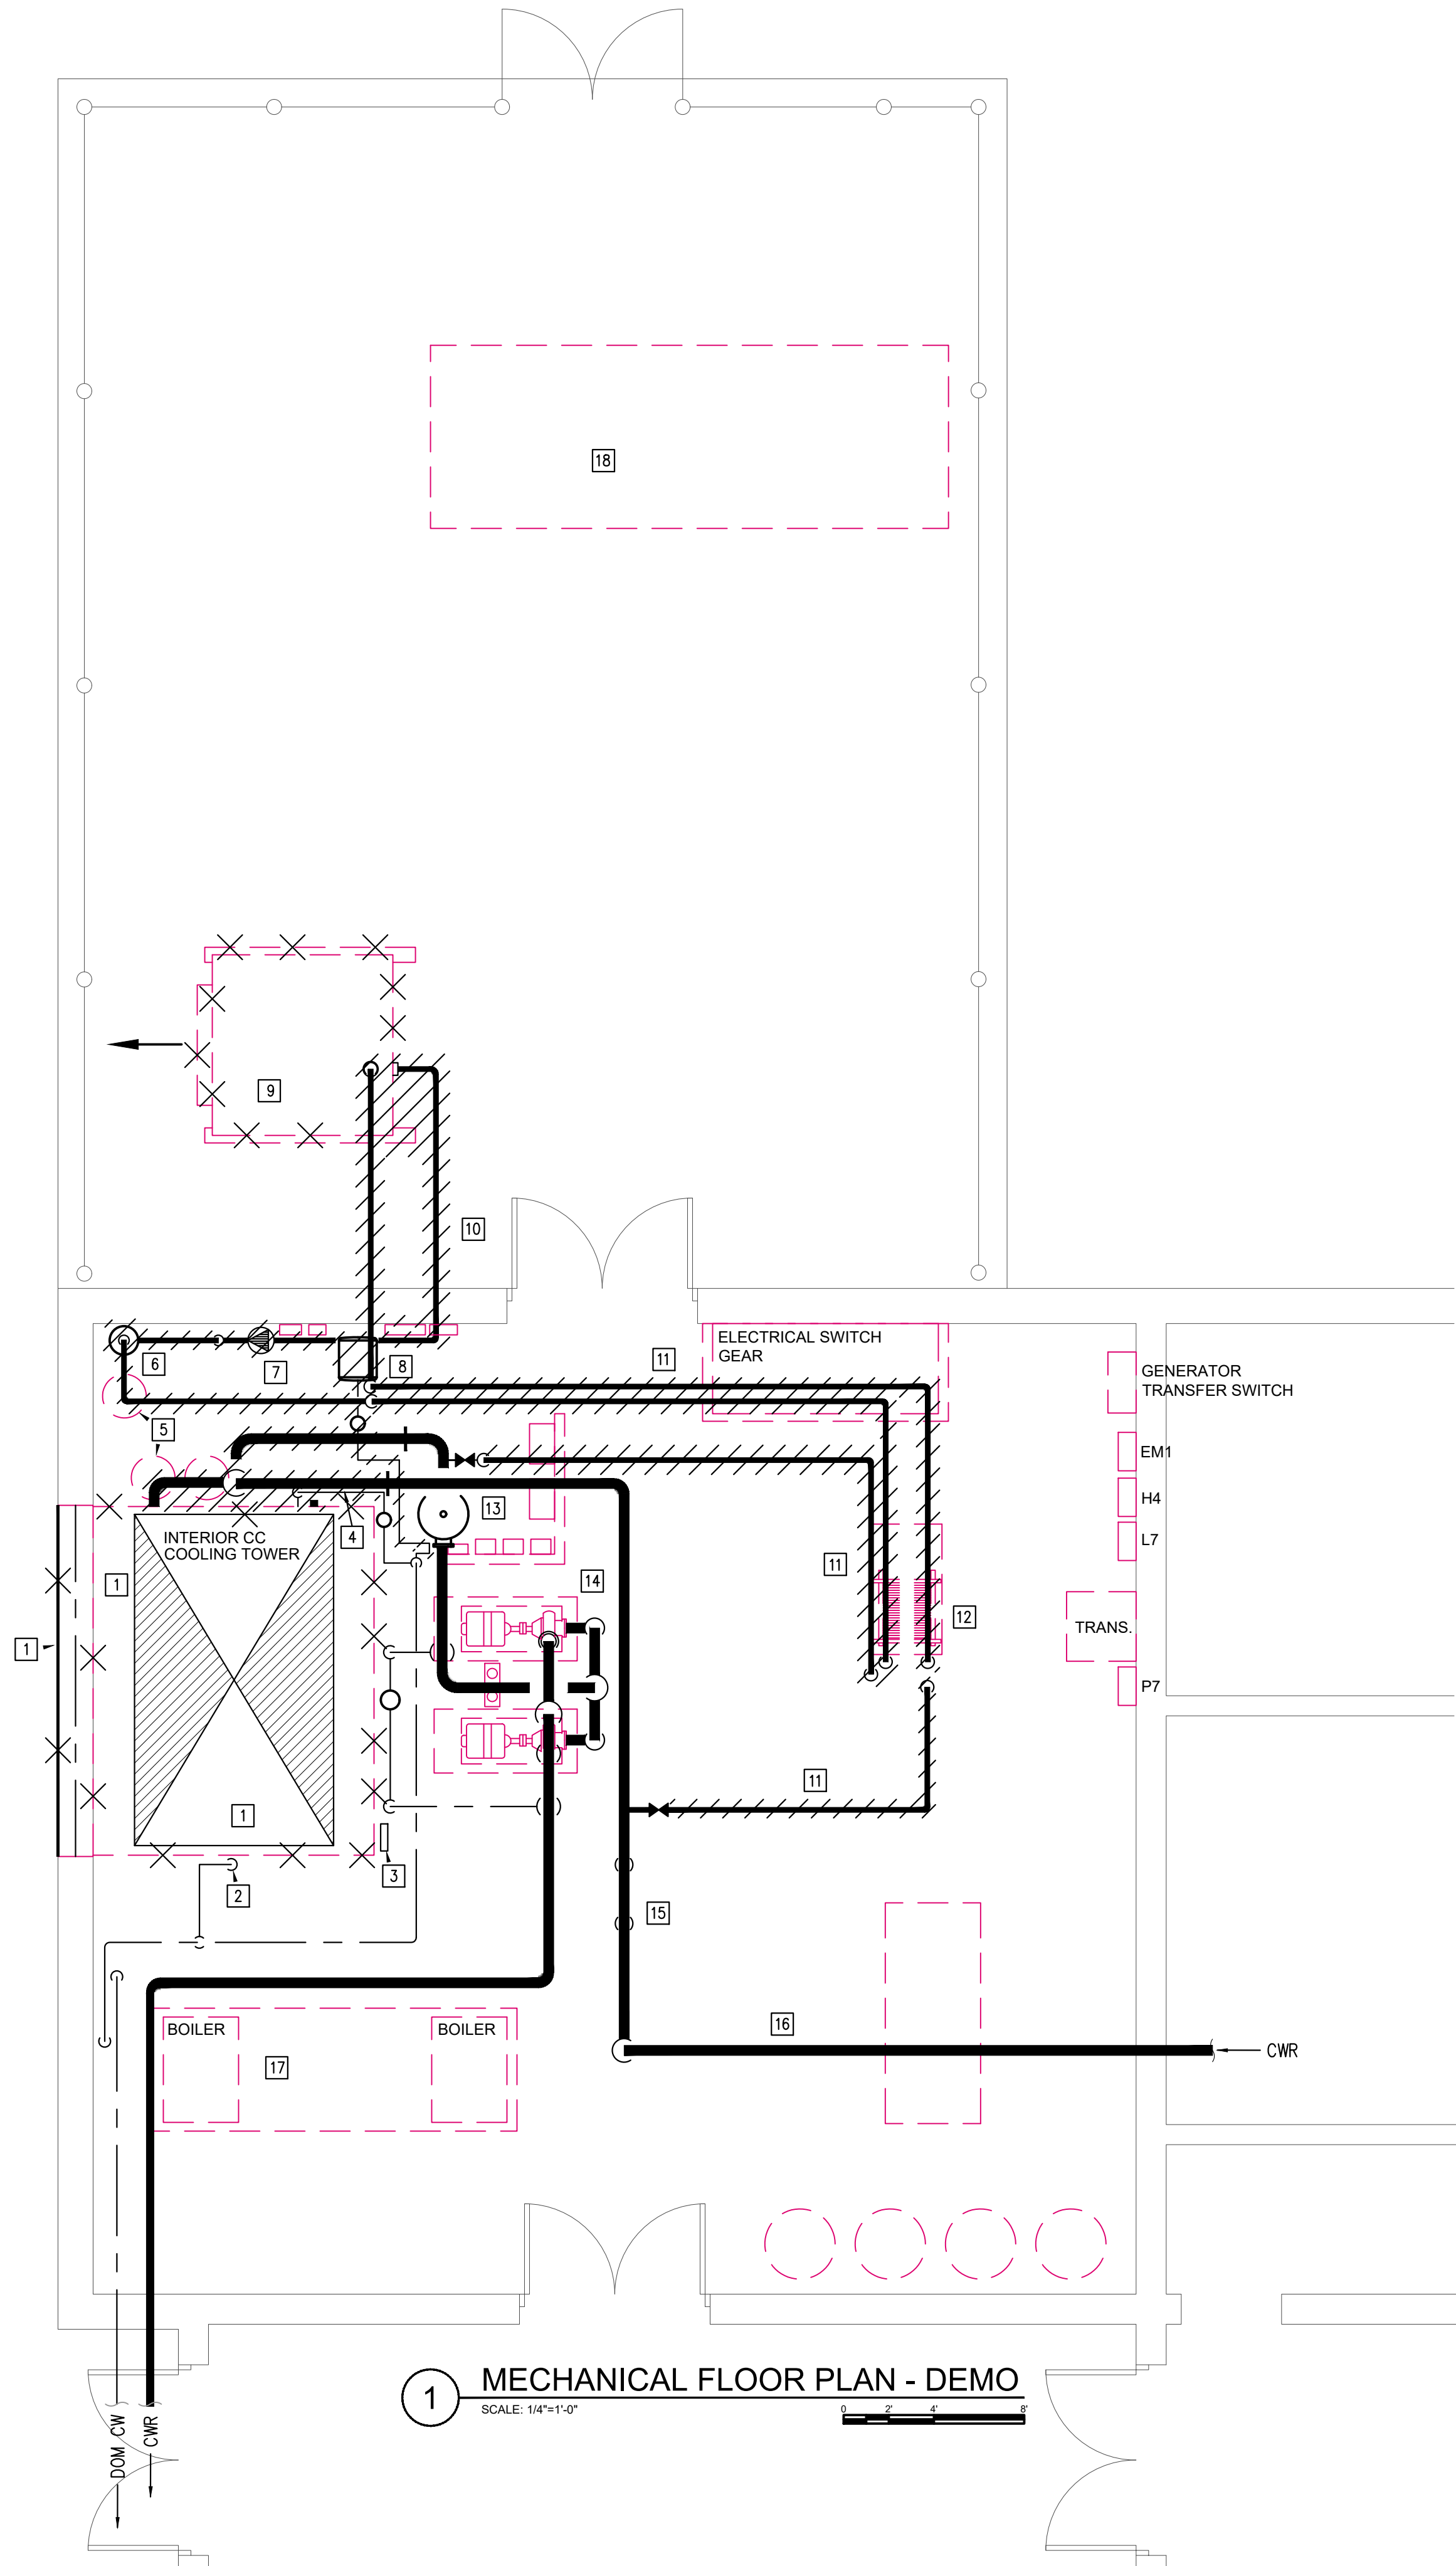 18
9
10
ELECTRICAL SWITCH
GEAR
11
6
7
8
GENERATOR
TRANSFER SWITCH
5
EM1
H4
13
INTERIOR CC
COOLING TOWER
4
L7
11
1
14
12
TRANS.
1
P7
11
1
3
2
15
16
BOILER
BOILER
CWR
17
1
MECHANICAL FLOOR PLAN - DEMO
SCALE: 1/4"=1'-0"
0 2' 4' 8'
DOM CW
CWR